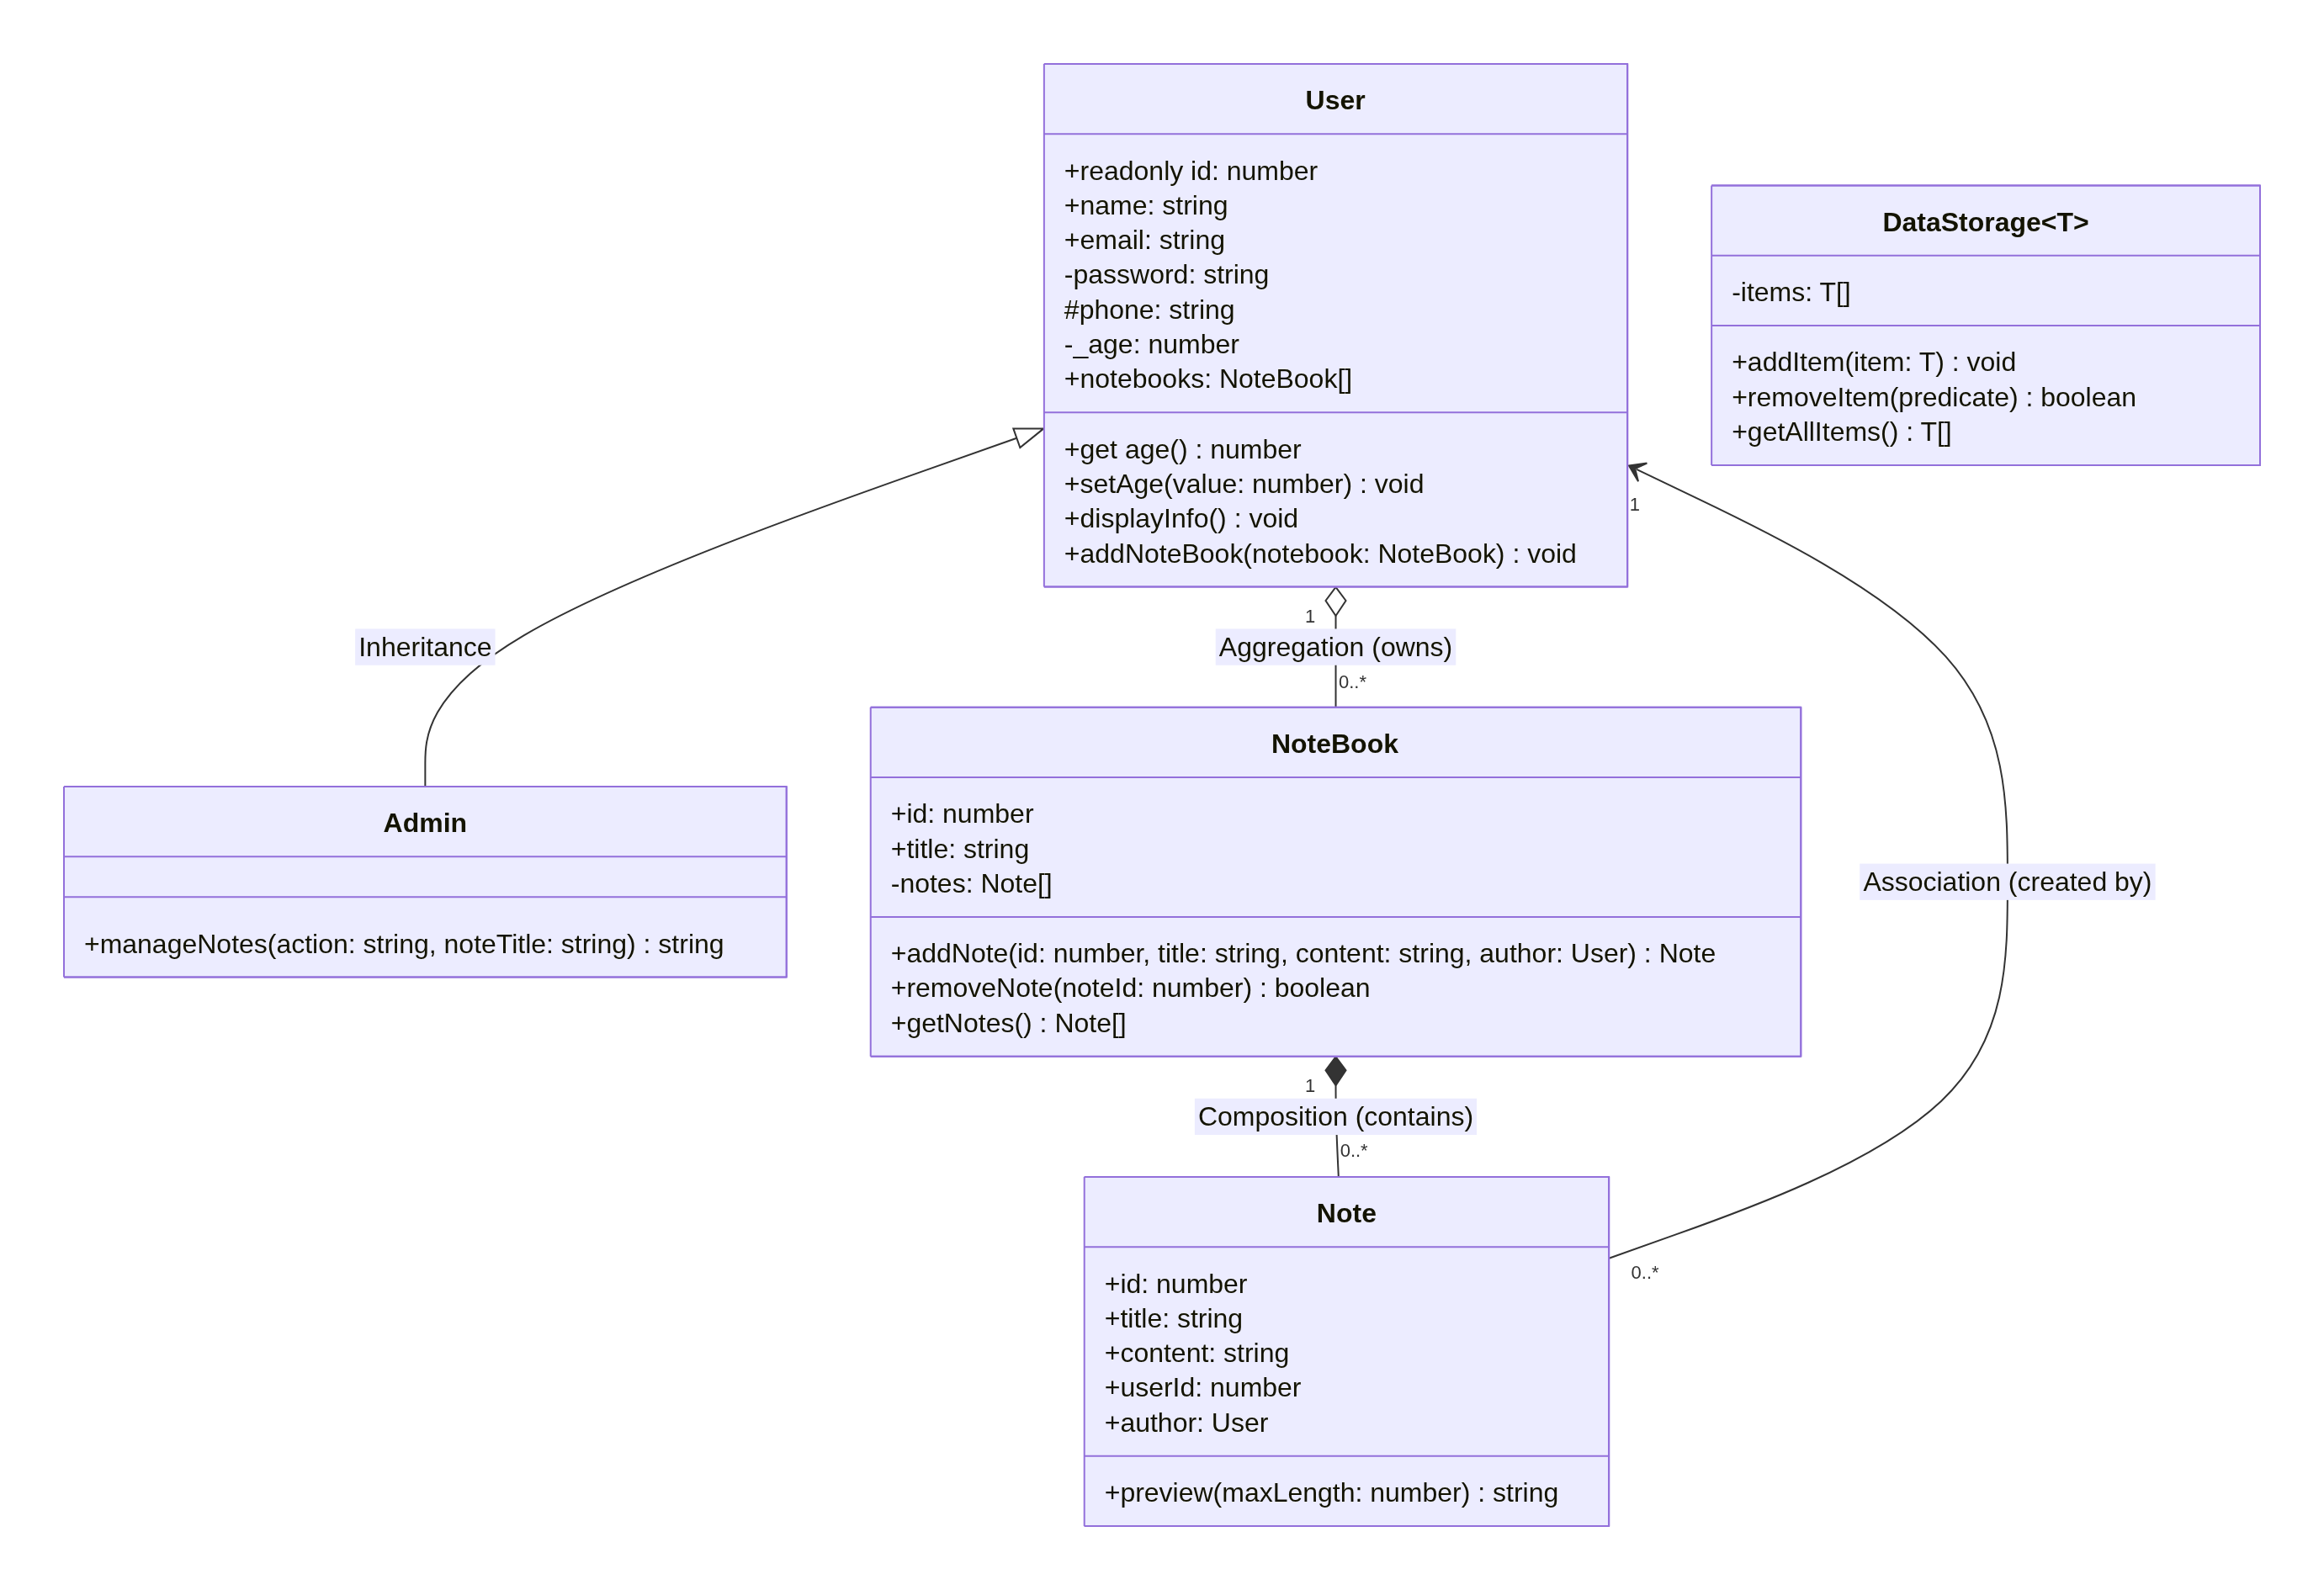 User
+readonly id: number
+name: string
+email: string
-password: string
#phone: string
-_age: number
+notebooks: NoteBook[]
+get age() : number
+setAge(value: number) : void
+displayInfo() : void
+addNoteBook(notebook: NoteBook) : void
DataStorage<T>
-items: T[]
+addItem(item: T) : void
+removeItem(predicate) : boolean
+getAllItems() : T[]
1
1
Inheritance
Aggregation (owns)
0..*
Admin
+manageNotes(action: string, noteTitle: string) : string
NoteBook
+id: number
+title: string
-notes: Note[]
+addNote(id: number, title: string, content: string, author: User) : Note
+removeNote(noteId: number) : boolean
+getNotes() : Note[]
Association (created by)
1
Composition (contains)
0..*
Note
+id: number
+title: string
+content: string
+userId: number
+author: User
+preview(maxLength: number) : string
0..*